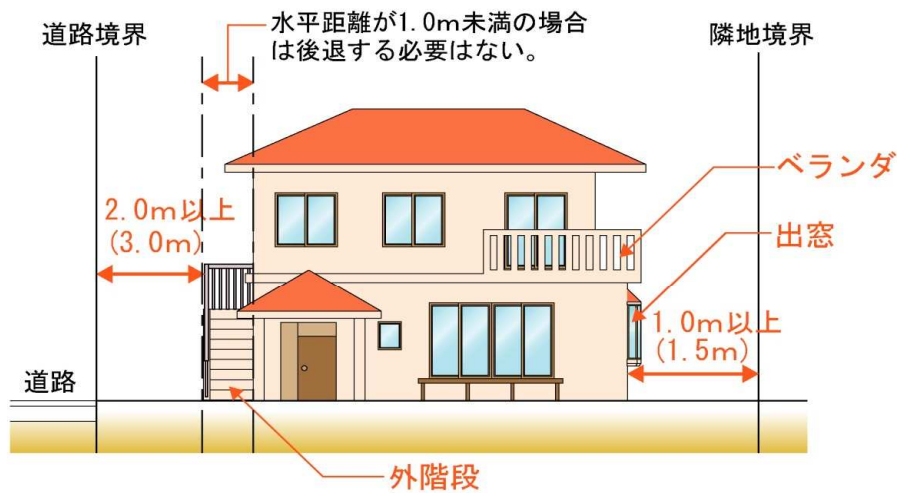 水平距離が1.0m未満の場合
は後退する必要はない。
道路境界
隣地境界
ベランダ
2.0m以上
(3.0m)
出窓
1.0m以上
(1.5m)
道路
外階段